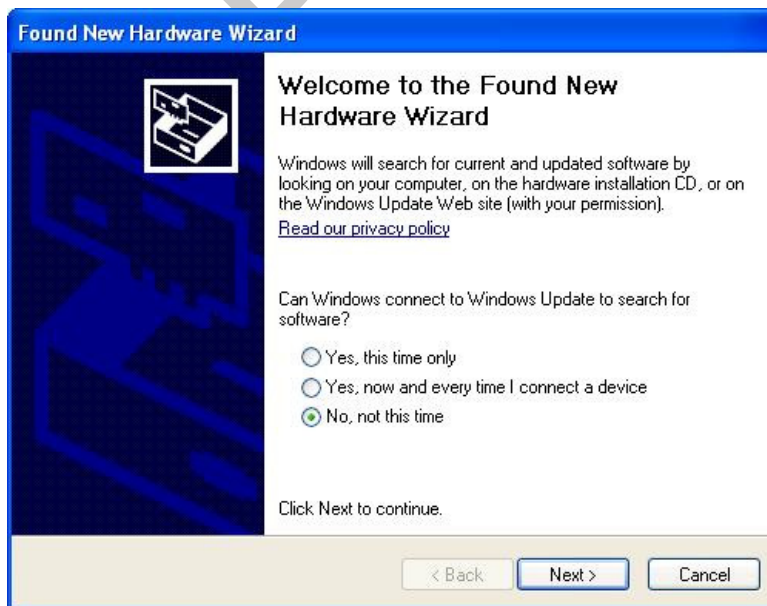 Found New Hardware Wizard
Welcome to the Found New
Hardware Wizard
Windows will search for current and updated software by
looking on your computer, on the hardware installation CD, or on
the Windows Update Web site (with your permission).
Read our privacy policy
Can Windows connect to Windows Update to search for
software?
Yes, this time only
Yes, now and every time I connect a device
No, not this time
Click Next to continue.
< Back
Next >
Cancel